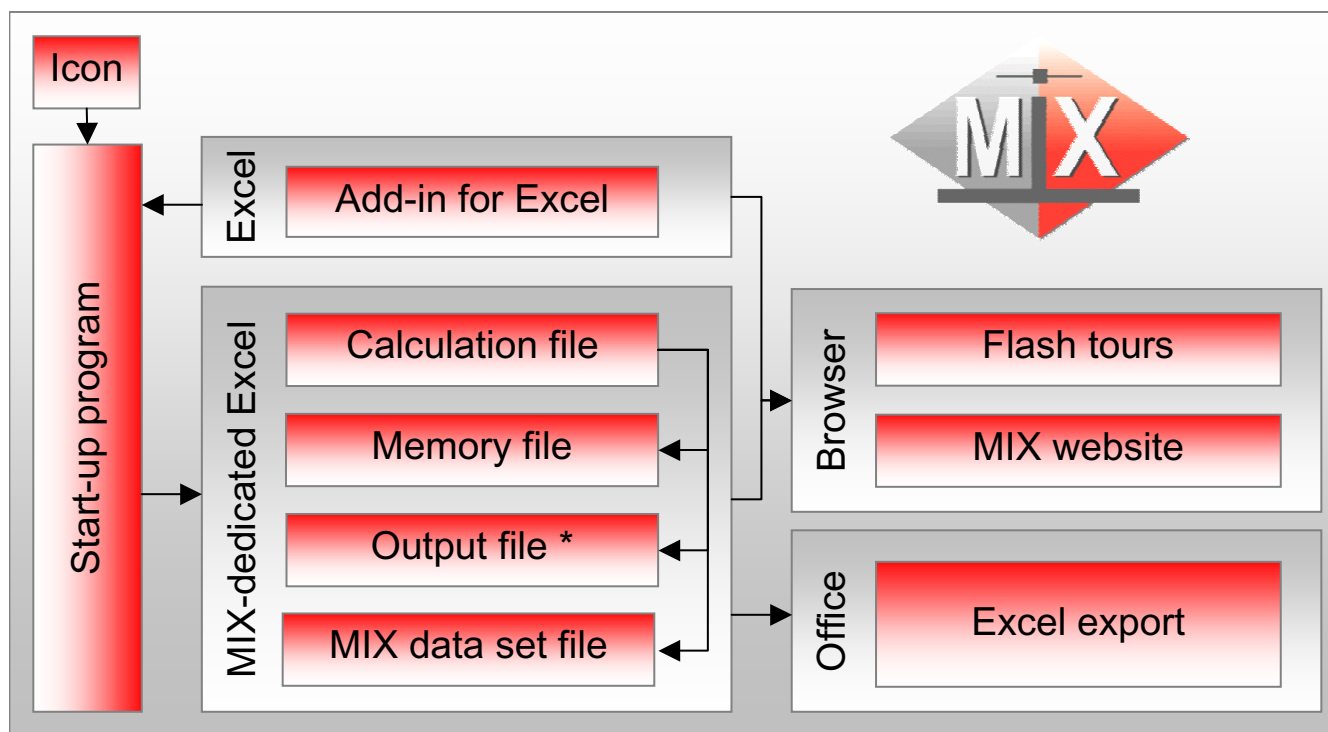 Icon
Start-up program
Excel
Add-in for Excel
MIX
MIX-dedicated Excel
Calculation file
Memory file
Output file *
MIX data set file
Browser
Flash tours
MIX website
Office
Excel export